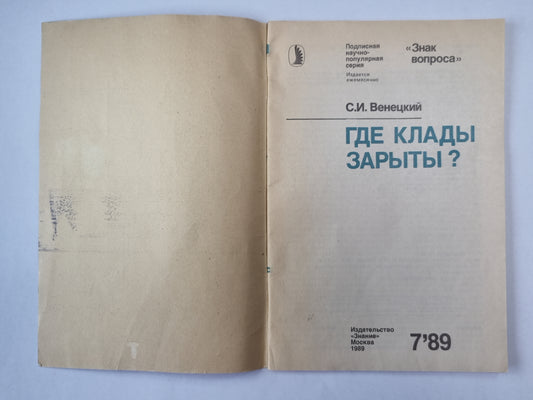 Подписная
научно-
популярная
серия
Издается
ежемесячно
«Знак
вопроса»
С.И. Венецкий
ГДЕ КЛАДЫ
ЗАРЫТЫ?
Издательство
«Знание»
Москва
1989
7'89